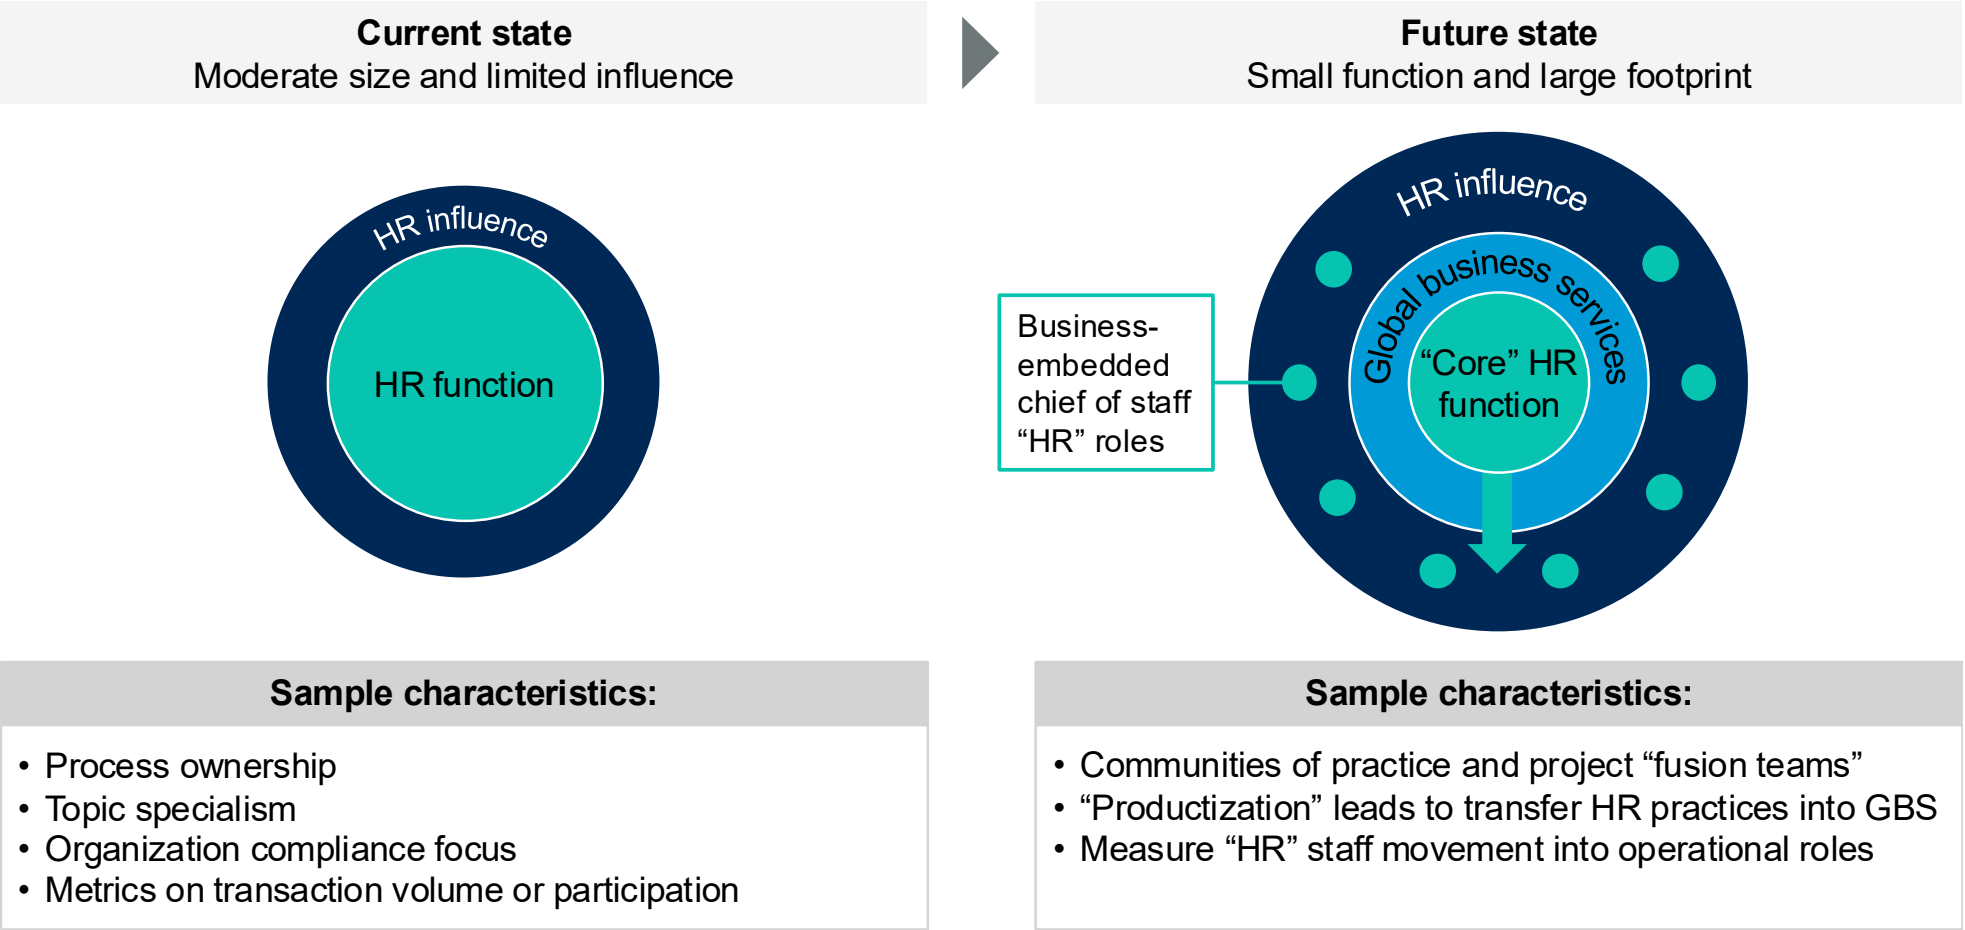 Current state
Moderate size and limited influence
Future state
Small function and large footprint
HR influence
HR function
HR influence
Global business services
“Core” HR
function
Business-
embedded
chief of staff
“HR” roles
Sample characteristics:
• Process ownership
• Topic specialism
• Organization compliance focus
• Metrics on transaction volume or participation
Sample characteristics:
• Communities of practice and project “fusion teams”
• “Productization” leads to transfer HR practices into GBS
• Measure “HR” staff movement into operational roles